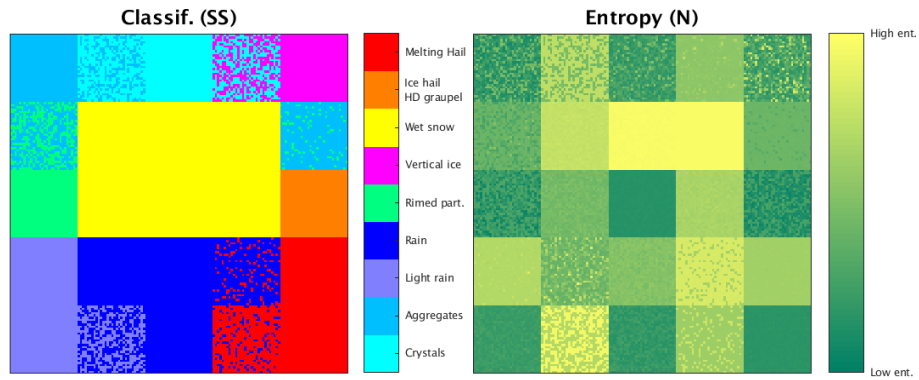 Classif. (SS)
Entropy (N)
Melting Hail
Ice hail
HD graupel
Wet snow
Vertical ice
Rimed part.
Rain
Light rain
Aggregates
Crystals
High ent.
Low ent.